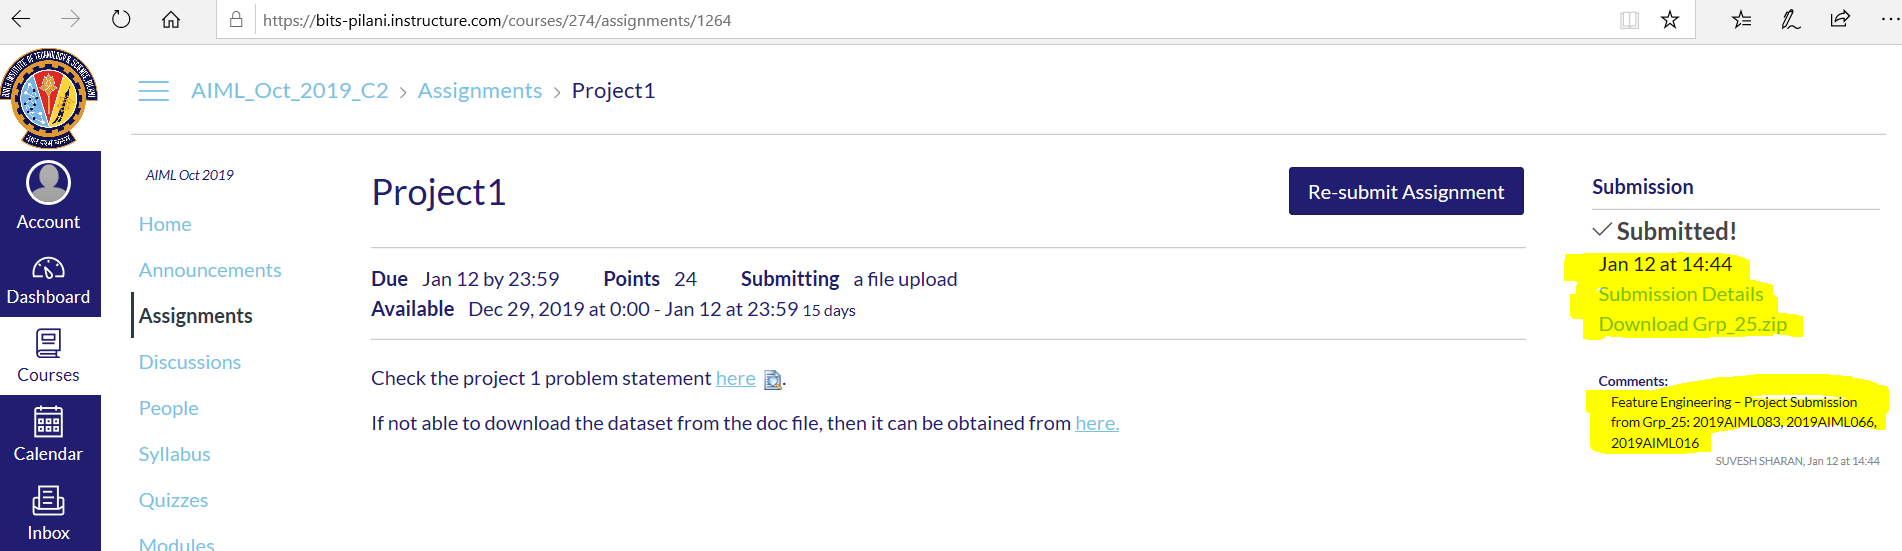 https://bits-pilani.instructure.com/courses/274/assignments/1264
AIML_Oct_2019_C2 > Assignments > Project1
Account
Dashboard
Courses
Calendar
Inbox
AIML Oct 2019
Home
Announcements
Assignments
Discussions
People
Syllabus
Quizzes
Modules
Project1
Re-submit Assignment
Due Jan 12 by 23:59 Points 24 Submitting a file upload
Available Dec 29, 2019 at 0:00 - Jan 12 at 23:59 15 days
Check the project 1 problem statement here .
If not able to download the dataset from the doc file, then it can be obtained from here.
Submission
Submitted!
Jan 12 at 14:44
Submission Details
Download Grp_25.zip
Comments:
Feature Engineering – Project Submission
from Grp_25: 2019AIML083, 2019AIML066,
2019AIML016
SUVESH SHARAN, Jan 12 at 14:44